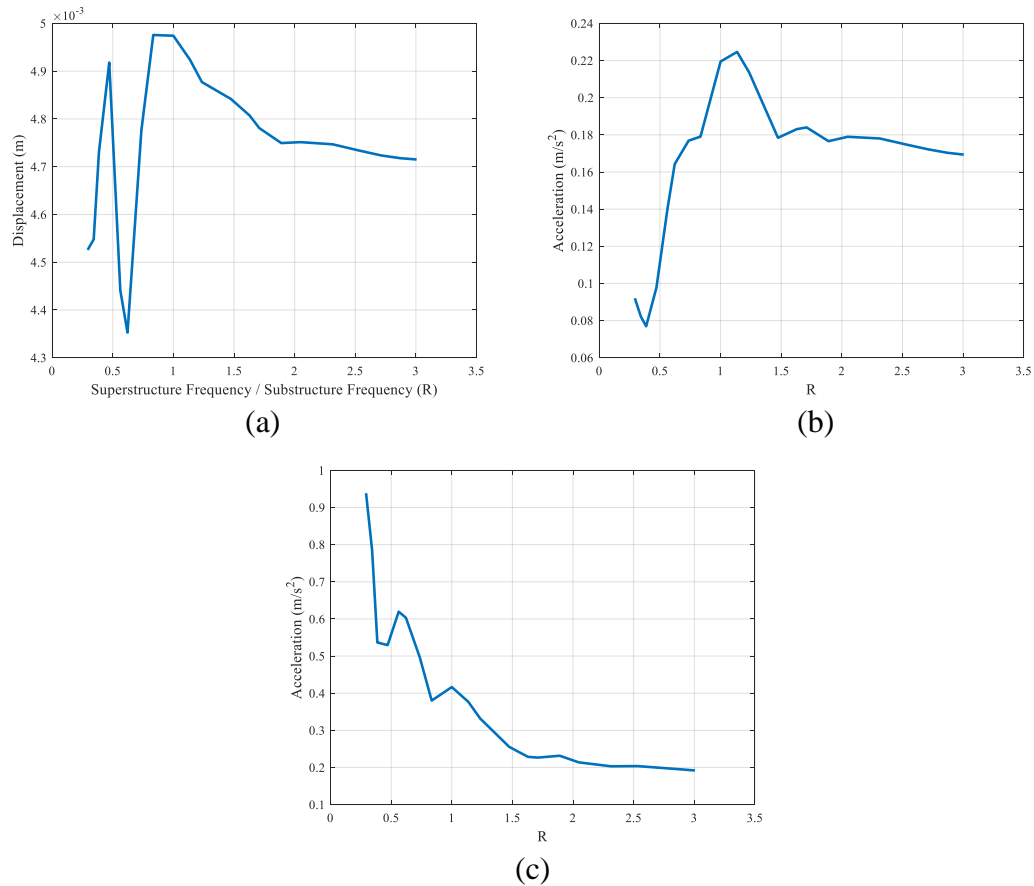 ×10⁻³
5
4.9
4.8
4.7
4.6
4.5
4.4
4.3
Displacement (m)
0 0.5 1 1.5 2 2.5 3 3.5
Superstructure Frequency / Substructure Frequency (R)
(a)
0.24
0.22
0.2
0.18
0.16
0.14
0.12
0.1
0.08
0.06
Acceleration (m/s²)
0 0.5 1 1.5 2 2.5 3 3.5
R
(b)
1
0.9
0.8
0.7
0.6
0.5
0.4
0.3
0.2
0.1
Acceleration (m/s²)
0 0.5 1 1.5 2 2.5 3 3.5
R
(c)